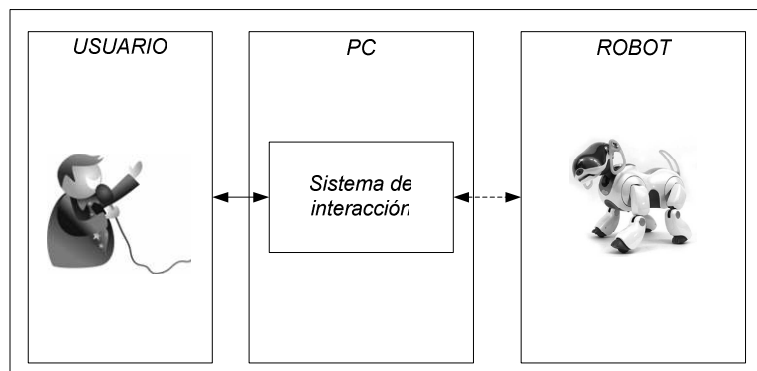 USUARIO
PC
ROBOT
Sistema de
interacción